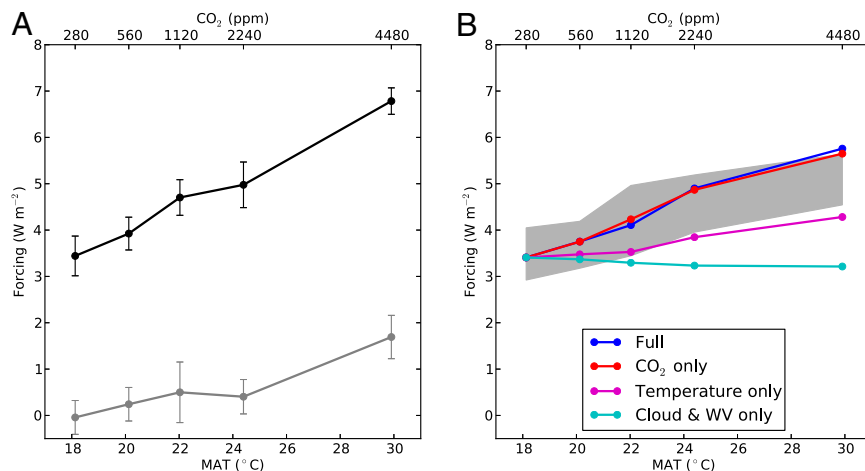 A
CO₂ (ppm)
280 560 1120 2240 4480
8
7
6
5
4
3
2
1
0
Forcing (W m⁻²)
18 20 22 24 26 28 30
MAT (°C)
B
CO₂ (ppm)
280 560 1120 2240 4480
8
7
6
5
4
3
2
1
0
Forcing (W m⁻²)
Full
CO₂ only
Temperature only
Cloud & WV only
18 20 22 24 26 28 30
MAT (°C)